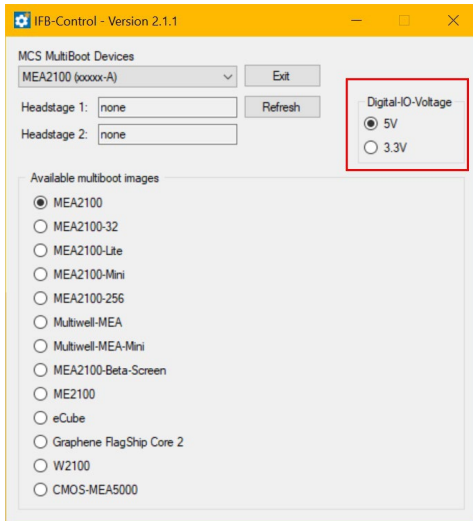 IFB-Control - Version 2.1.1
MCS MultiBoot Devices
MEA2100 (xxxxx-A)
Exit
Headstage 1: none
Refresh
Headstage 2: none
Digital-IO-Voltage
5V
3.3V
Available multiboot images
MEA2100
MEA2100-32
MEA2100-Lite
MEA2100-Mini
MEA2100-256
Multiwell-MEA
Multiwell-MEA-Mini
MEA2100-Beta-Screen
ME2100
eCube
Graphene FlagShip Core 2
W2100
CMOS-MEA5000